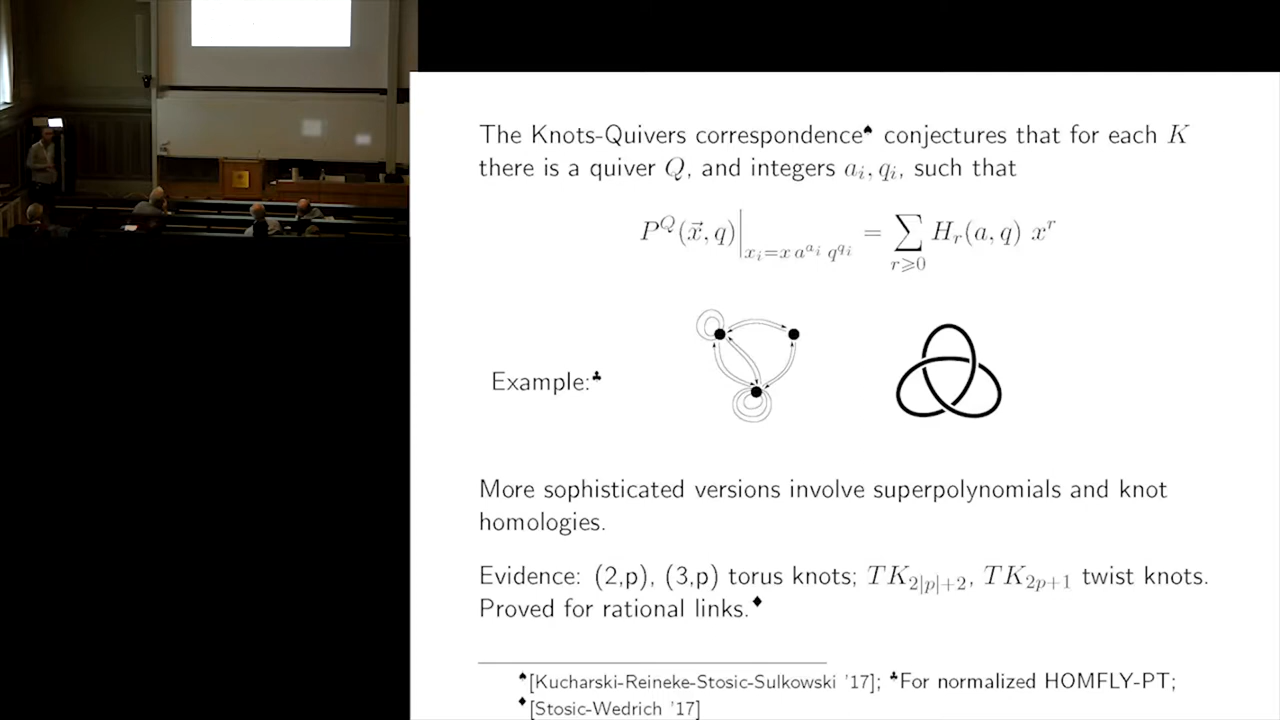 The Knots-Quivers correspondence♠ conjectures that for each K
there is a quiver Q, and integers a_i, q_i, such that
P^Q(\vec{x}, q)|_{x_i = x a^{a_i} q^{q_i}} = \sum_{r⩾0} H_r(a, q) x^r
Example:♣
More sophisticated versions involve superpolynomials and knot
homologies.
Evidence: (2,p), (3,p) torus knots; TK_{2|p|+2}, TK_{2p+1} twist knots.
Proved for rational links.♦
♠[Kucharski-Reineke-Stosic-Sulkowski '17]; ♣For normalized HOMFLY-PT;
♦[Stosic-Wedrich '17]